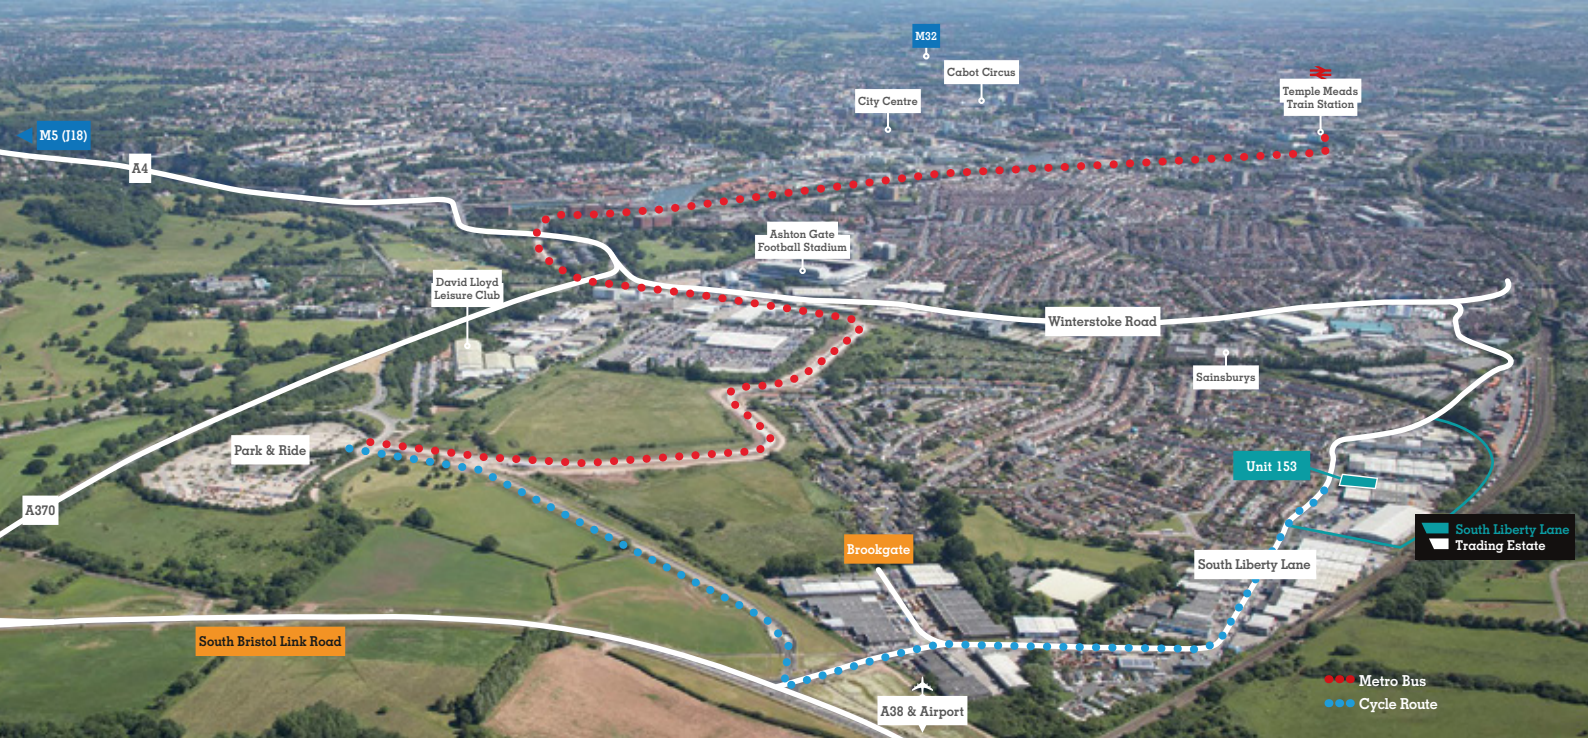 M32
Cabot Circus
City Centre
Temple Meads
Train Station
M5 (J18)
A4
Ashton Gate
Football Stadium
David Lloyd
Leisure Club
Winterstoke Road
Sainsburys
Park & Ride
Unit 153
A370
South Liberty Lane
Trading Estate
Brookgate
South Liberty Lane
South Bristol Link Road
A38 & Airport
Metro Bus
Cycle Route